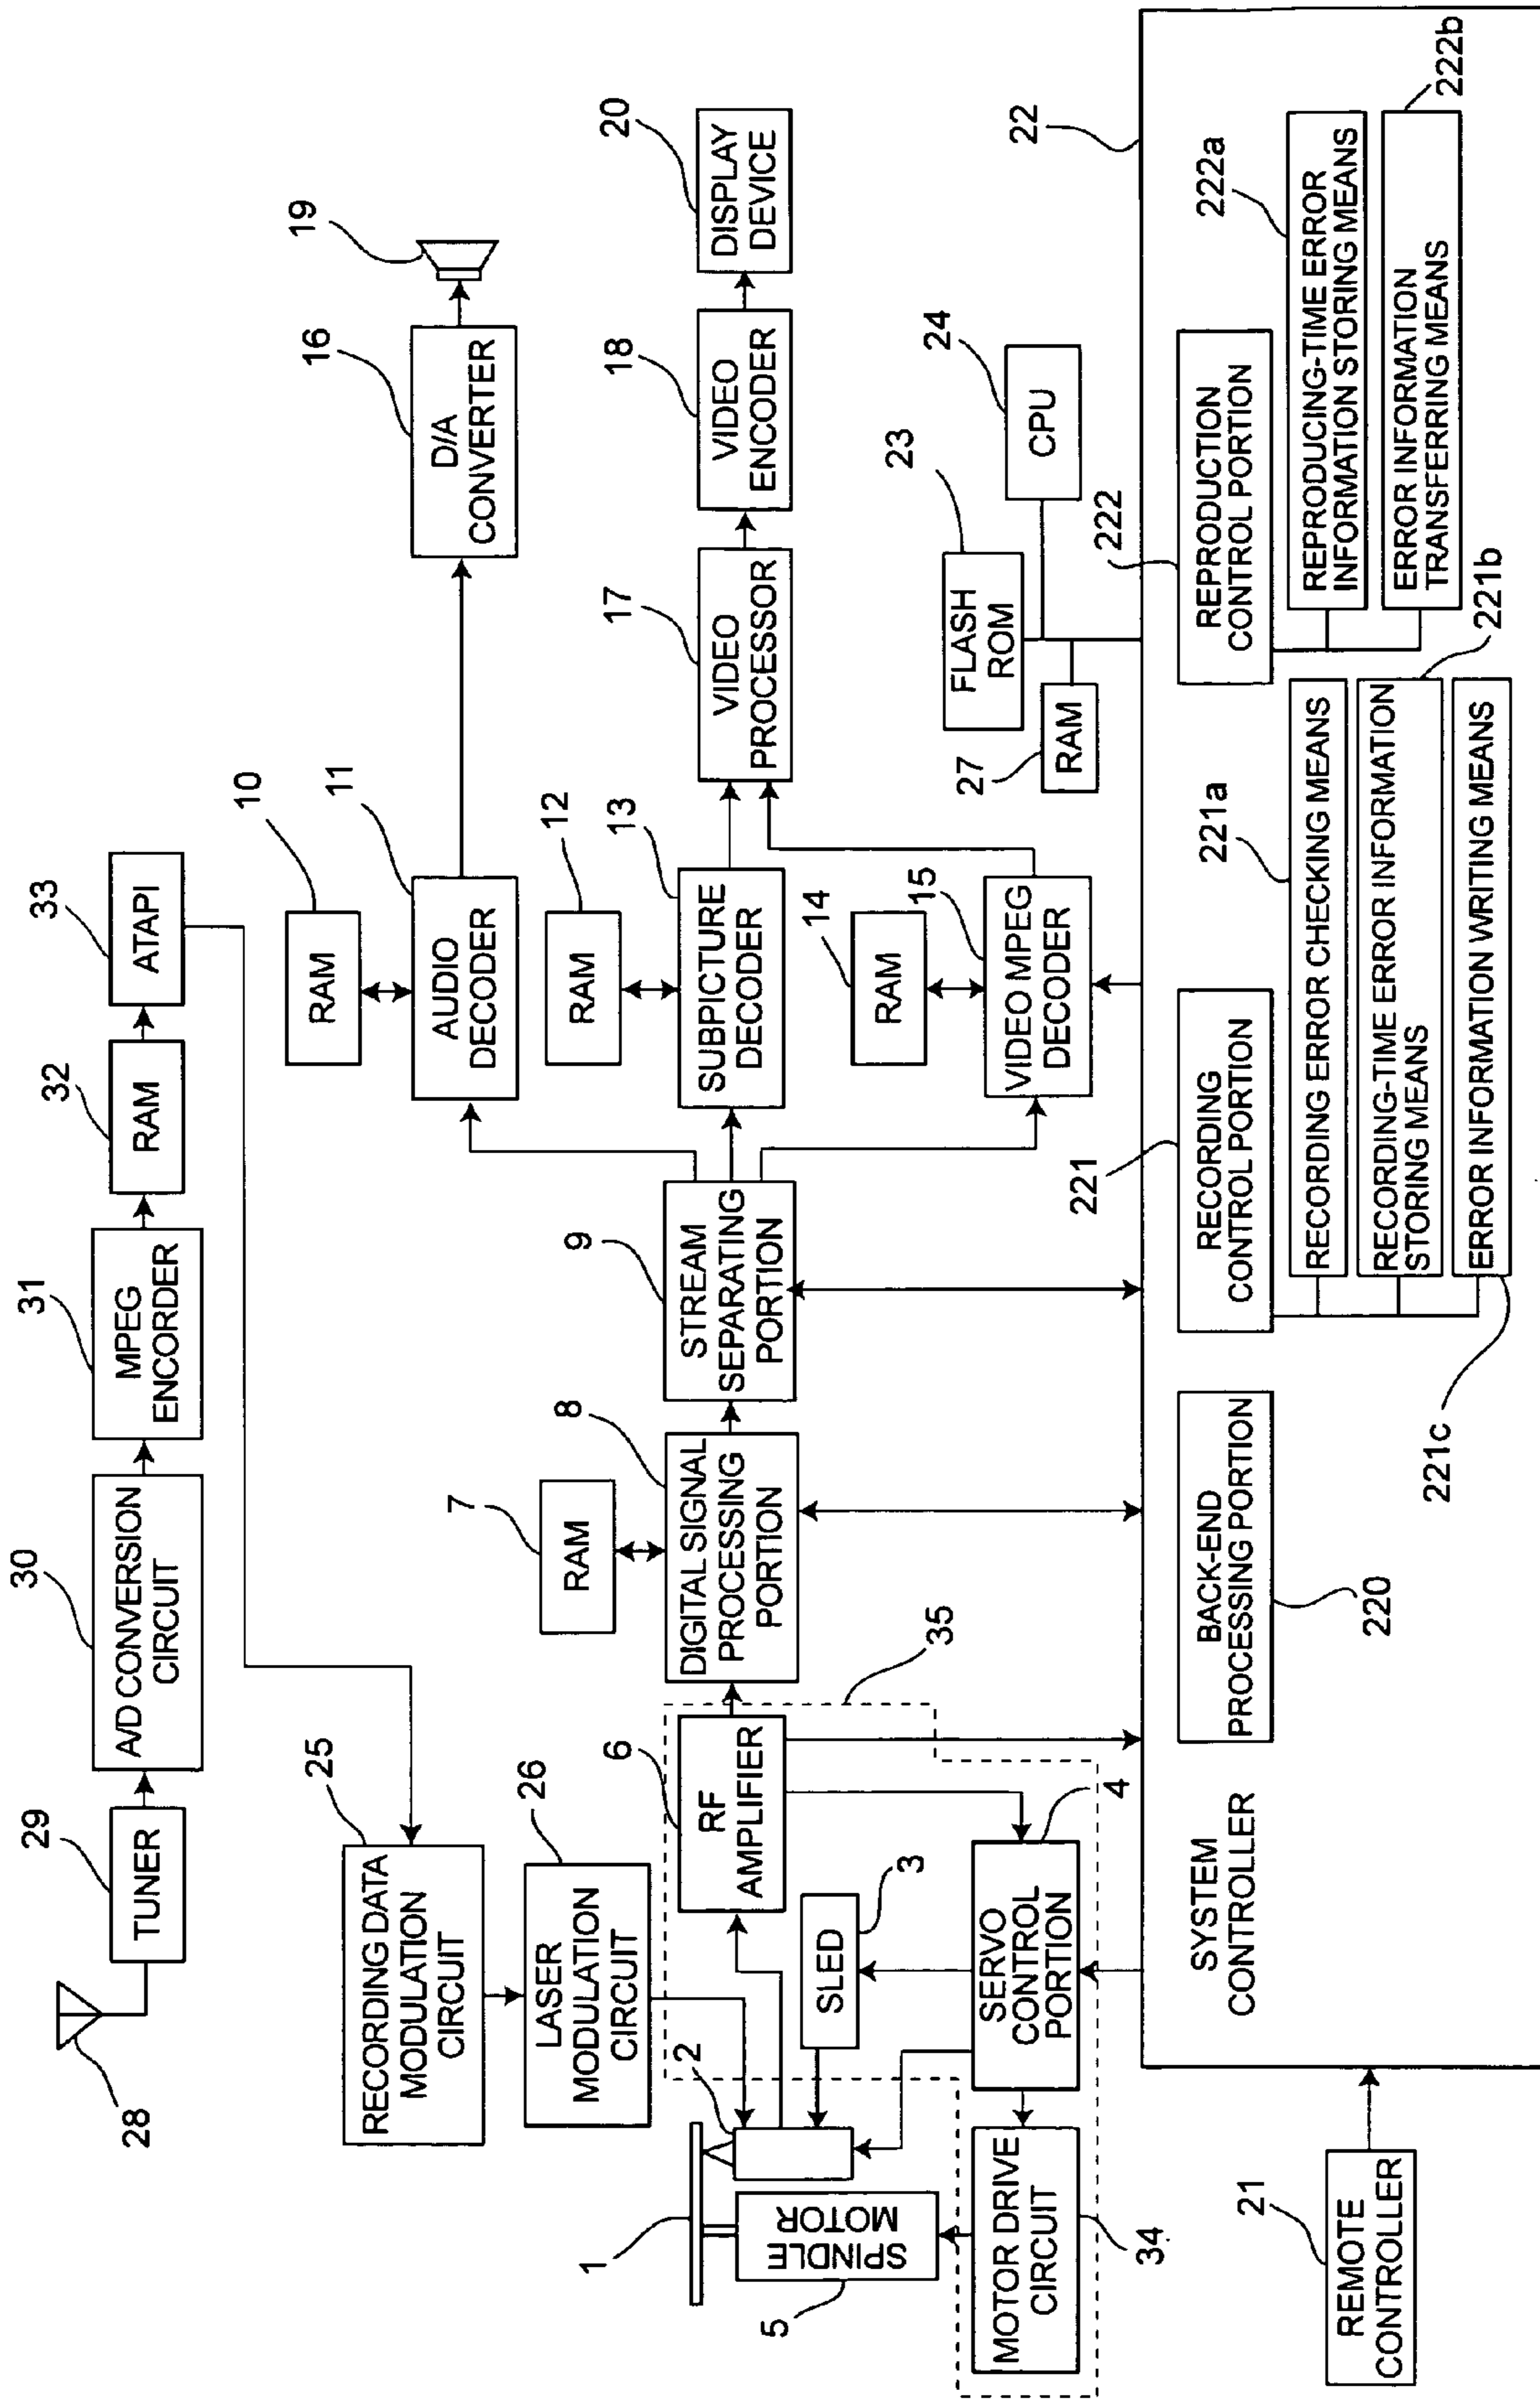 28
29
TUNER
30
A/D CONVERSION
CIRCUIT
31
MPEG
ENCORDER
32
RAM
33
ATAPI
25
RECORDING DATA
MODULATION
CIRCUIT
26
LASER
MODULATION
CIRCUIT
10
RAM
11
AUDIO
DECODER
16
D/A
CONVERTER
19
1
2
5
SPINDLE
MOTOR
3
SLED
6
RF
AMPLIFIER
35
7
RAM
8
DIGITAL SIGNAL
PROCESSING
PORTION
9
STREAM
SEPARATING
PORTION
12
RAM
13
SUBPICTURE
DECODER
14
RAM
15
VIDEO MPEG
DECODER
17
VIDEO
PROCESSOR
18
VIDEO
ENCODER
20
DISPLAY
DEVICE
34
MOTOR DRIVE
CIRCUIT
4
SERVO
CONTROL
PORTION
27
RAM
23
FLASH
ROM
24
CPU
21
REMOTE
CONTROLLER
22
SYSTEM
CONTROLLER
220
BACK-END
PROCESSING PORTION
221
RECORDING
CONTROL PORTION
221a
RECORDING ERROR CHECKING MEANS
221b
RECORDING-TIME ERROR INFORMATION
STORING MEANS
221c
ERROR INFORMATION WRITING MEANS
222
REPRODUCTION
CONTROL PORTION
222a
REPRODUCING-TIME ERROR
INFORMATION STORING MEANS
222b
ERROR INFORMATION
TRANSFERRING MEANS